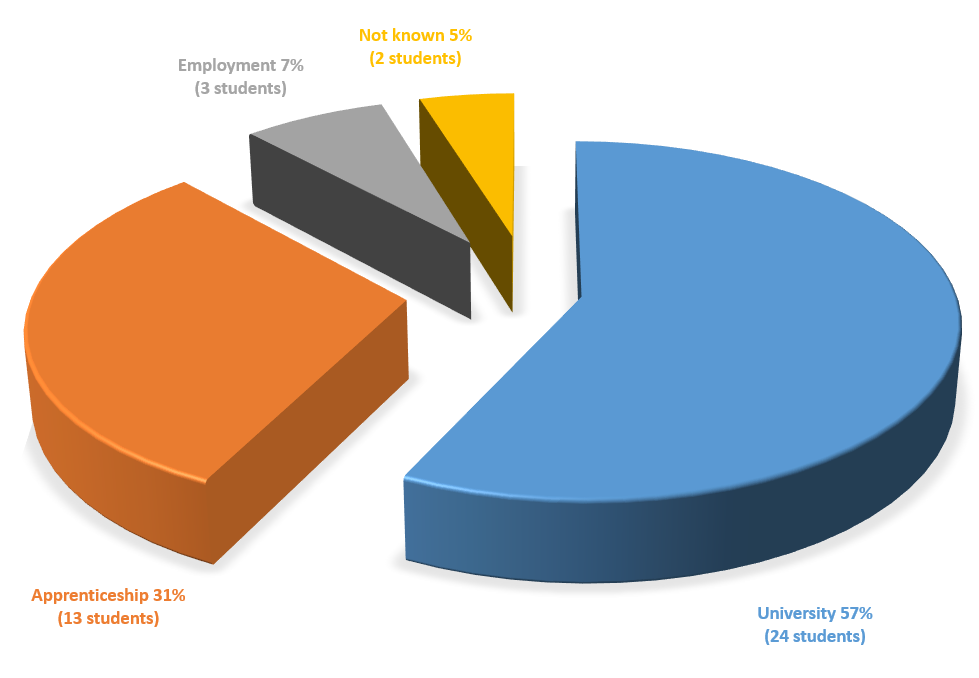 Not known 5%
(2 students)
Employment 7%
(3 students)
Apprenticeship 31%
(13 students)
University 57%
(24 students)